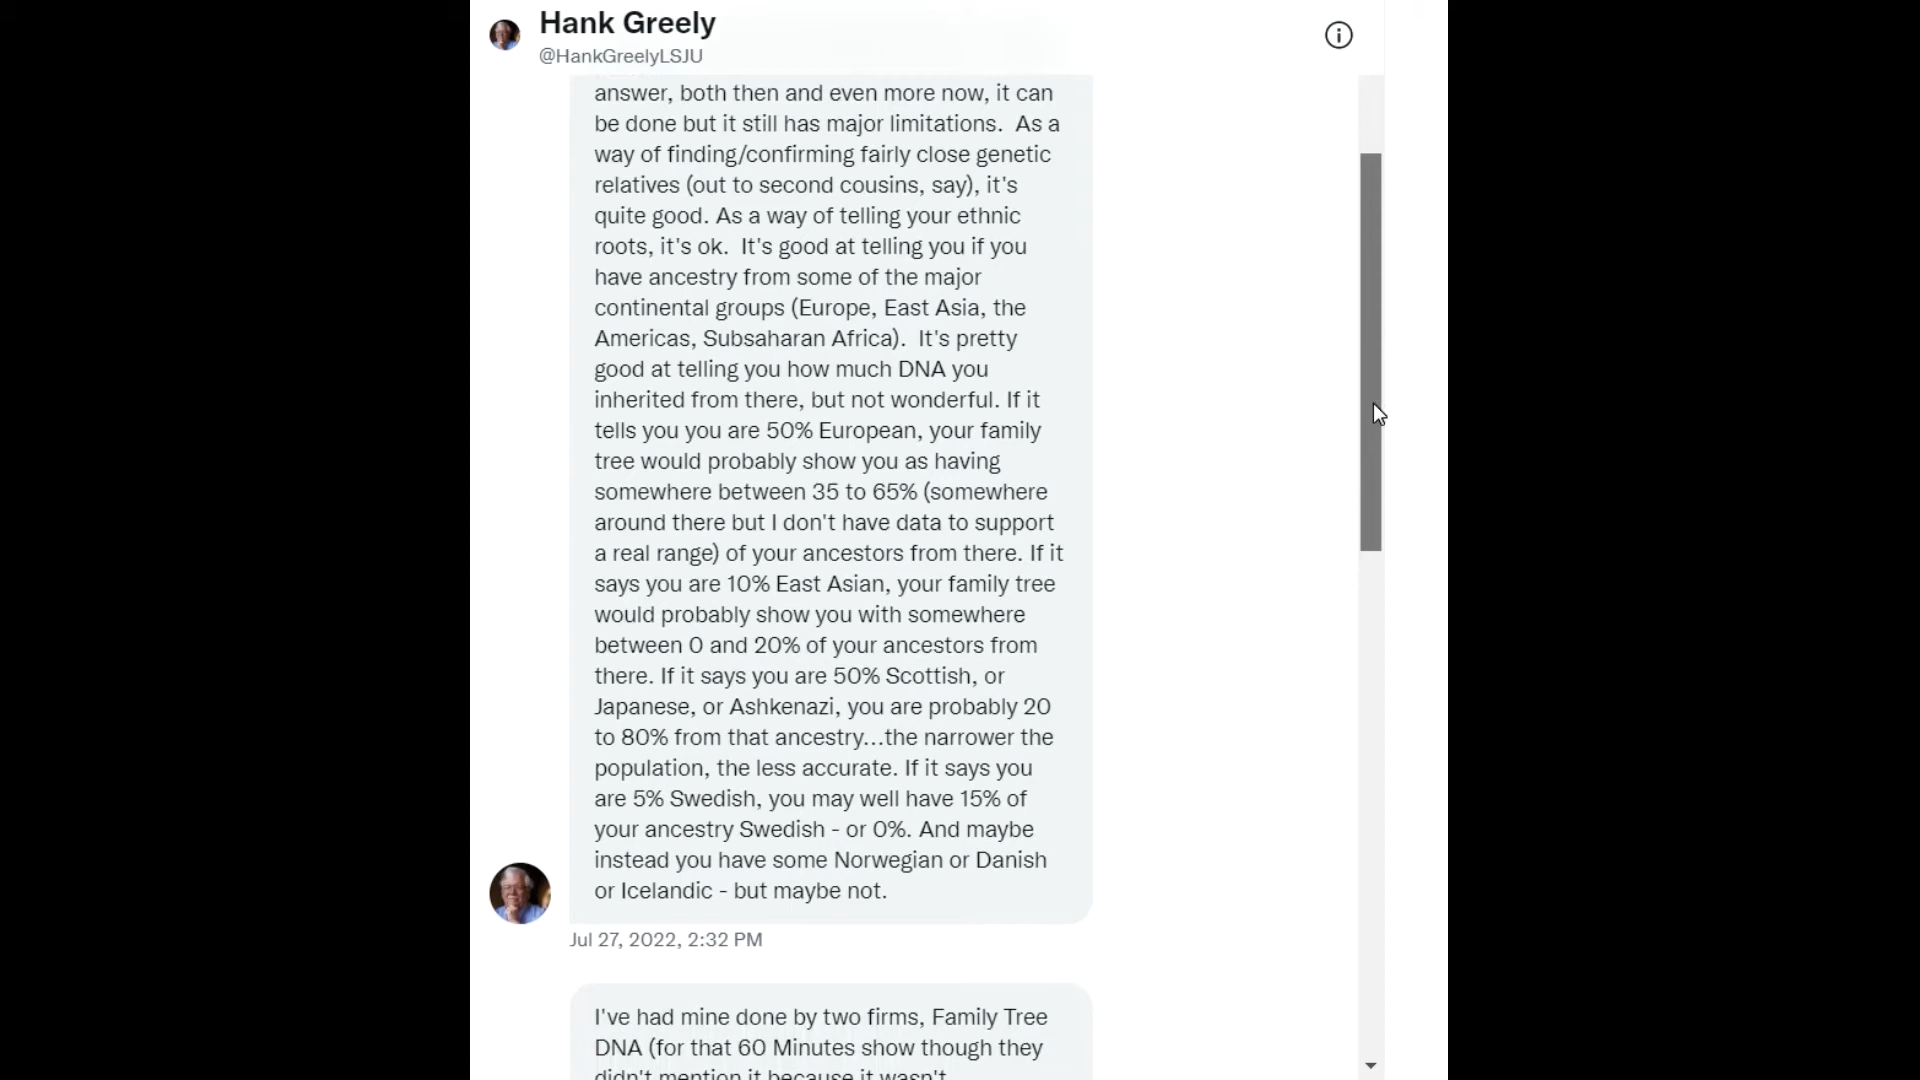 Hank Greely
@HankGreelyLSJU
answer, both then and even more now, it can
be done but it still has major limitations.  As a
way of finding/confirming fairly close genetic
relatives (out to second cousins, say), it's
quite good. As a way of telling your ethnic
roots, it's ok.  It's good at telling you if you
have ancestry from some of the major
continental groups (Europe, East Asia, the
Americas, Subsaharan Africa).  It's pretty
good at telling you how much DNA you
inherited from there, but not wonderful. If it
tells you you are 50% European, your family
tree would probably show you as having
somewhere between 35 to 65% (somewhere
around there but I don't have data to support
a real range) of your ancestors from there. If it
says you are 10% East Asian, your family tree
would probably show you with somewhere
between 0 and 20% of your ancestors from
there. If it says you are 50% Scottish, or
Japanese, or Ashkenazi, you are probably 20
to 80% from that ancestry...the narrower the
population, the less accurate. If it says you
are 5% Swedish, you may well have 15% of
your ancestry Swedish - or 0%. And maybe
instead you have some Norwegian or Danish
or Icelandic - but maybe not.
Jul 27, 2022, 2:32 PM
I've had mine done by two firms, Family Tree
DNA (for that 60 Minutes show though they
didn't mention it because it wasn't